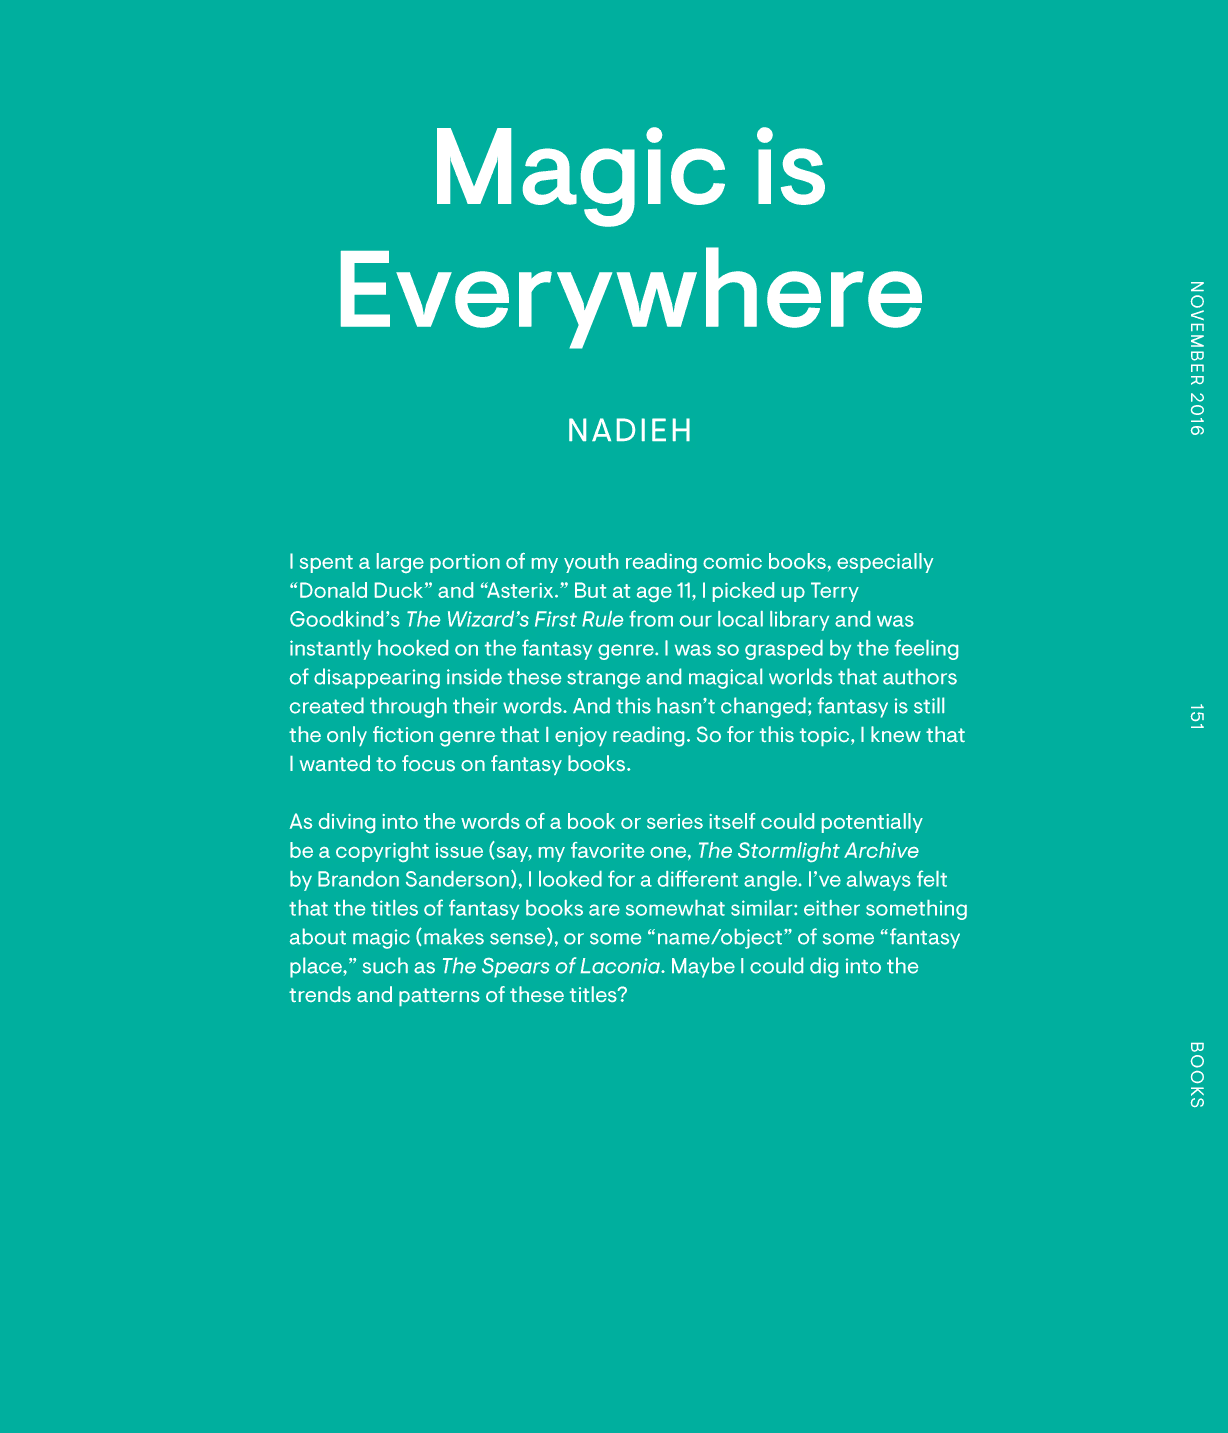 Magic is
Everywhere
NADIEH
I spent a large portion of my youth reading comic books, especially
“Donald Duck” and “Asterix.” But at age 11, I picked up Terry
Goodkind’s The Wizard’s First Rule from our local library and was
instantly hooked on the fantasy genre. I was so grasped by the feeling
of disappearing inside these strange and magical worlds that authors
created through their words. And this hasn’t changed; fantasy is still
the only fiction genre that I enjoy reading. So for this topic, I knew that
I wanted to focus on fantasy books.
As diving into the words of a book or series itself could potentially
be a copyright issue (say, my favorite one, The Stormlight Archive
by Brandon Sanderson), I looked for a different angle. I’ve always felt
that the titles of fantasy books are somewhat similar: either something
about magic (makes sense), or some “name/object” of some “fantasy
place,” such as The Spears of Laconia. Maybe I could dig into the
trends and patterns of these titles?
NOVEMBER 2016
151
BOOKS